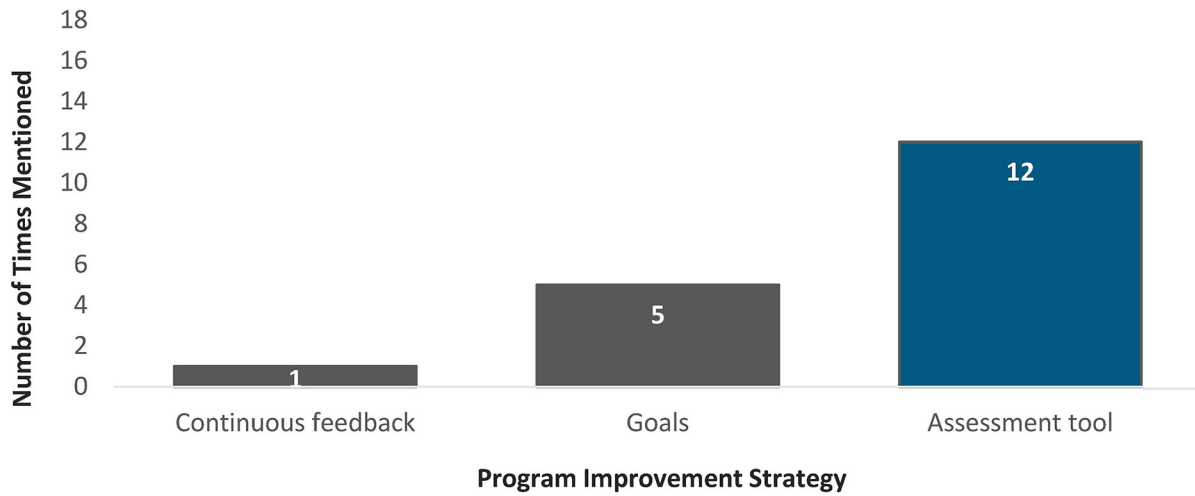 Number of Times Mentioned
18
16
14
12
10
8
6
4
2
0
1
5
12
Continuous feedback
Goals
Assessment tool
Program Improvement Strategy